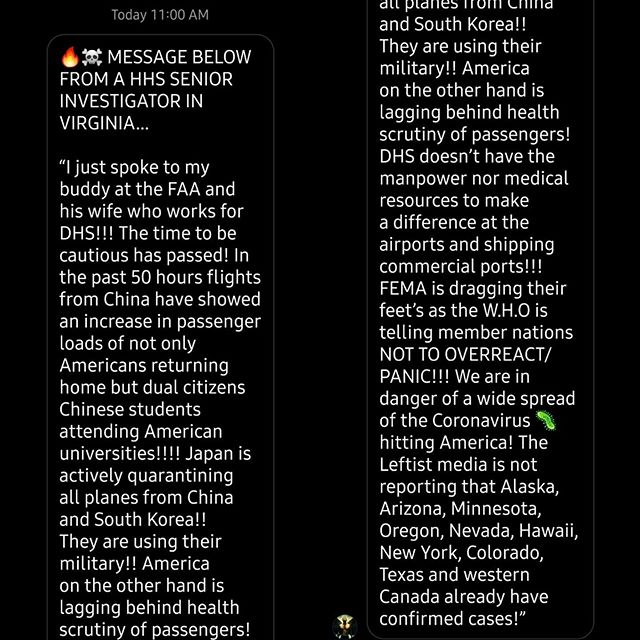 Today 11:00 AM
🔥☠️ MESSAGE BELOW
FROM A HHS SENIOR
INVESTIGATOR IN
VIRGINIA...
“I just spoke to my
buddy at the FAA and
his wife who works for
DHS!!! The time to be
cautious has passed! In
the past 50 hours flights
from China have showed
an increase in passenger
loads of not only
Americans returning
home but dual citizens
Chinese students
attending American
universities!!!! Japan is
actively quarantining
all planes from China
and South Korea!!
They are using their
military!! America
on the other hand is
lagging behind health
scrutiny of passengers!
all planes from China
and South Korea!!
They are using their
military!! America
on the other hand is
lagging behind health
scrutiny of passengers!
DHS doesn’t have the
manpower nor medical
resources to make
a difference at the
airports and shipping
commercial ports!!!
FEMA is dragging their
feet’s as the W.H.O is
telling member nations
NOT TO OVERREACT/
PANIC!!! We are in
danger of a wide spread
of the Coronavirus 🦠
hitting America! The
Leftist media is not
reporting that Alaska,
Arizona, Minnesota,
Oregon, Nevada, Hawaii,
New York, Colorado,
Texas and western
Canada already have
confirmed cases!”